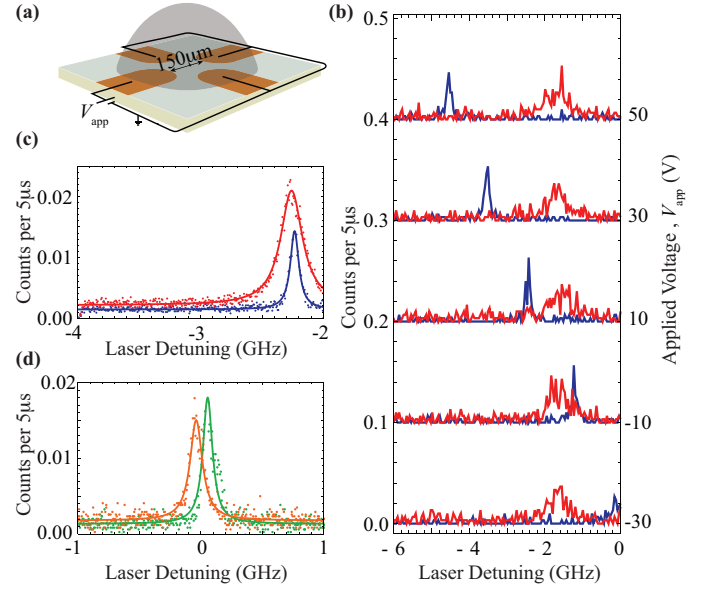 (a)
150μm
V app
(b)
0.5
0.4
0.3
0.2
0.1
0.0
Counts per 5μs
50
30
10
-10
-30
Applied Voltage , V app (V)
- 6
- 4
- 2
0
Laser Detuning (GHz)
(c)
0.02
0.01
0.00
Counts per 5μs
-4
-3
-2
Laser Detuning (GHz)
(d)
0.02
0.01
0.00
Counts per 5μs
-1
0
1
Laser Detuning (GHz)